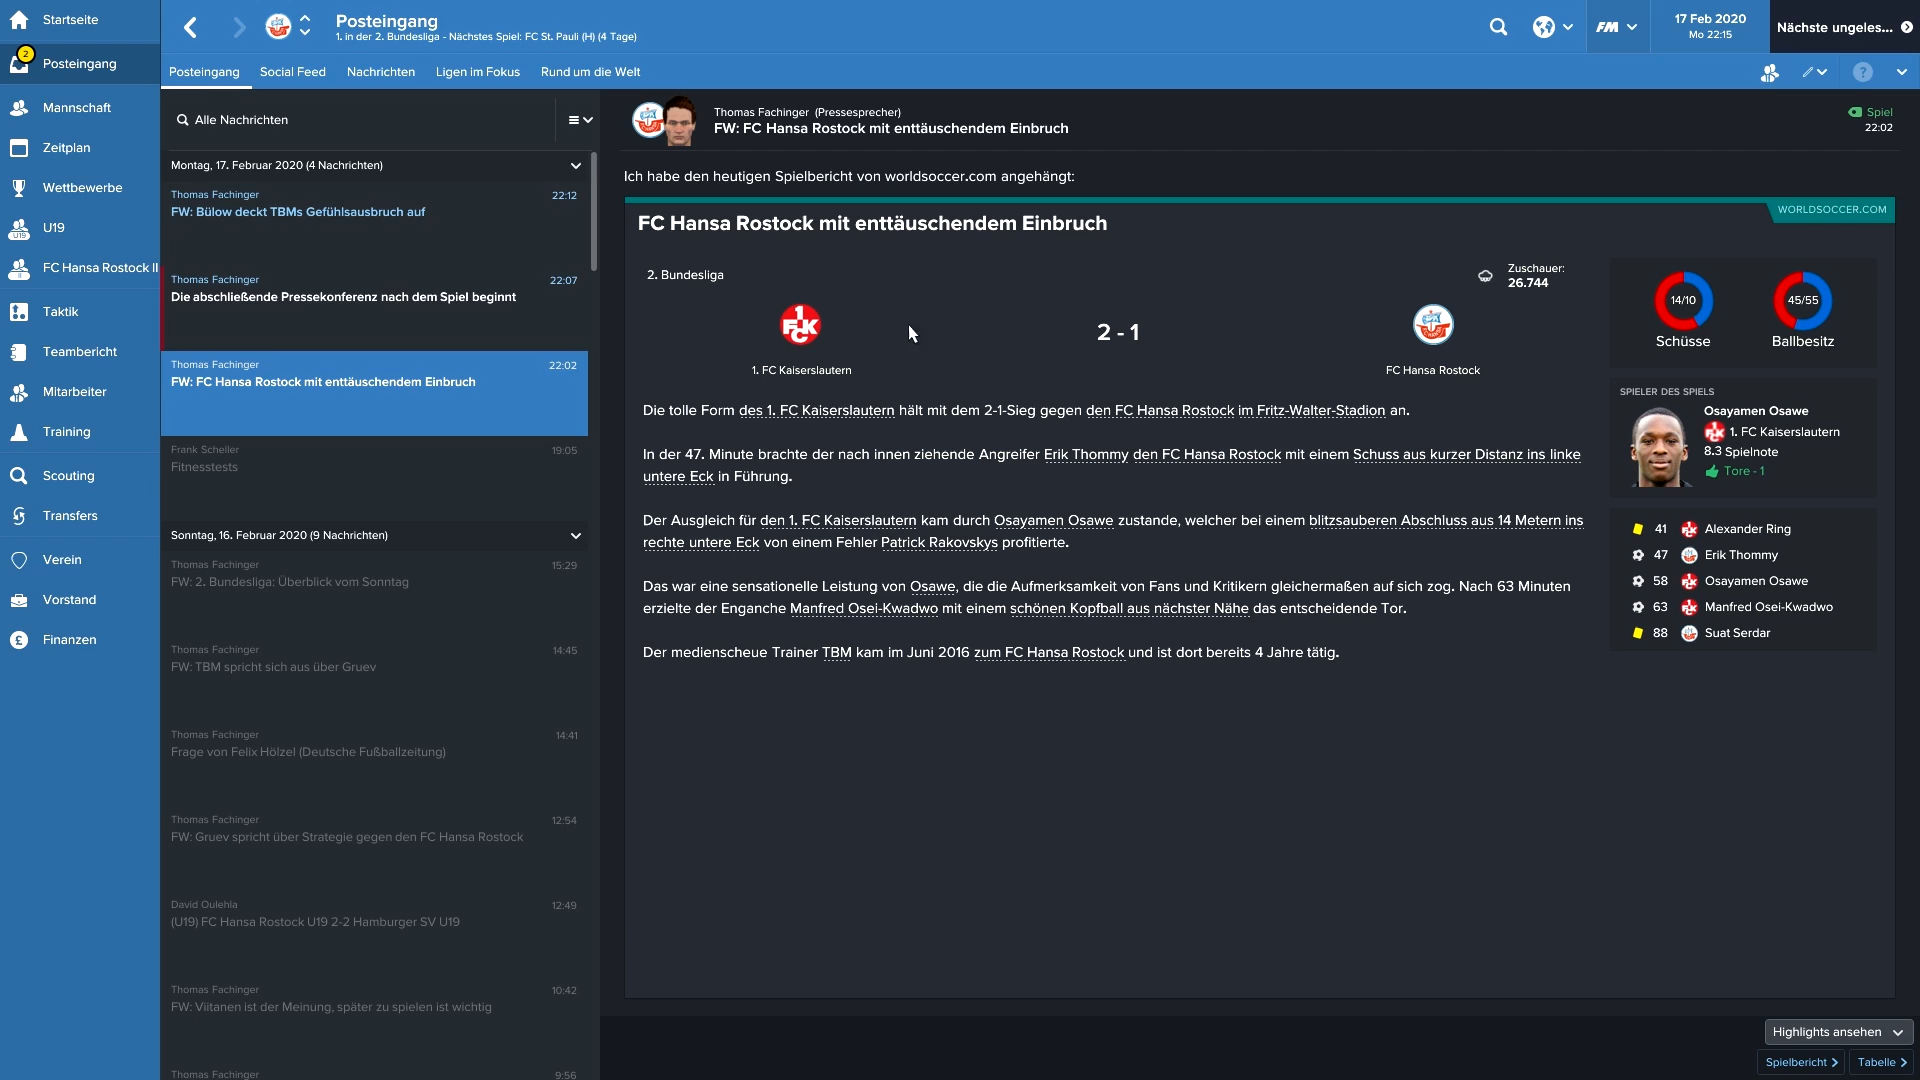 Startseite
2
Posteingang
Mannschaft
Zeitplan
Wettbewerbe
U19
FC Hansa Rostock II
Taktik
Teambericht
Mitarbeiter
Training
Scouting
Transfers
Verein
Vorstand
Finanzen
Posteingang
1. in der 2. Bundesliga - Nächstes Spiel: FC St. Pauli (H) (4 Tage)
FM
17 Feb 2020
Mo 22:15
Nächste ungeles...
Posteingang Social Feed Nachrichten Ligen im Fokus Rund um die Welt
?
Alle Nachrichten
Montag, 17. Februar 2020 (4 Nachrichten)
Thomas Fachinger 22:12
FW: Bülow deckt TBMs Gefühlsausbruch auf
Thomas Fachinger 22:07
Die abschließende Pressekonferenz nach dem Spiel beginnt
Thomas Fachinger 22:02
FW: FC Hansa Rostock mit enttäuschendem Einbruch
Frank Scheller 19:05
Fitnesstests
Sonntag, 16. Februar 2020 (9 Nachrichten)
Thomas Fachinger 15:29
FW: 2. Bundesliga: Überblick vom Sonntag
Thomas Fachinger 14:45
FW: TBM spricht sich aus über Gruev
Thomas Fachinger 14:41
Frage von Felix Hölzel (Deutsche Fußballzeitung)
Thomas Fachinger 12:54
FW: Gruev spricht über Strategie gegen den FC Hansa Rostock
David Oulehla 12:49
(U19) FC Hansa Rostock U19 2-2 Hamburger SV U19
Thomas Fachinger 10:42
FW: Viitanen ist der Meinung, später zu spielen ist wichtig
Thomas Fachinger 9:56
Thomas Fachinger (Pressesprecher)
FW: FC Hansa Rostock mit enttäuschendem Einbruch
Spiel
22:02
Ich habe den heutigen Spielbericht von worldsoccer.com angehängt:
WORLDSOCCER.COM
FC Hansa Rostock mit enttäuschendem Einbruch
2. Bundesliga
Zuschauer:
26.744
2 - 1
1. FC Kaiserslautern
FC Hansa Rostock
Die tolle Form des 1. FC Kaiserslautern hält mit dem 2-1-Sieg gegen den FC Hansa Rostock im Fritz-Walter-Stadion an.
In der 47. Minute brachte der nach innen ziehende Angreifer Erik Thommy den FC Hansa Rostock mit einem Schuss aus kurzer Distanz ins linke
untere Eck in Führung.
Der Ausgleich für den 1. FC Kaiserslautern kam durch Osayamen Osawe zustande, welcher bei einem blitzsauberen Abschluss aus 14 Metern ins
rechte untere Eck von einem Fehler Patrick Rakovskys profitierte.
Das war eine sensationelle Leistung von Osawe, die die Aufmerksamkeit von Fans und Kritikern gleichermaßen auf sich zog. Nach 63 Minuten
erzielte der Enganche Manfred Osei-Kwadwo mit einem schönen Kopfball aus nächster Nähe das entscheidende Tor.
Der medienscheue Trainer TBM kam im Juni 2016 zum FC Hansa Rostock und ist dort bereits 4 Jahre tätig.
14/10
Schüsse
45/55
Ballbesitz
SPIELER DES SPIELS
Osayamen Osawe
1. FC Kaiserslautern
8.3 Spielnote
Tore - 1
41 Alexander Ring
47 Erik Thommy
58 Osayamen Osawe
63 Manfred Osei-Kwadwo
88 Suat Serdar
Highlights ansehen
Spielbericht
Tabelle